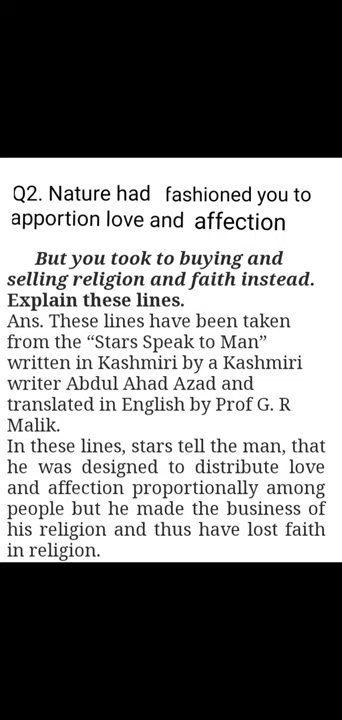 Q2. Nature had fashioned you to
apportion love and affection
But you took to buying and
selling religion and faith instead.
Explain these lines.
Ans. These lines have been taken
from the “Stars Speak to Man”
written in Kashmiri by a Kashmiri
writer Abdul Ahad Azad and
translated in English by Prof G. R
Malik.
In these lines, stars tell the man, that
he was designed to distribute love
and affection proportionally among
people but he made the business of
his religion and thus have lost faith
in religion.